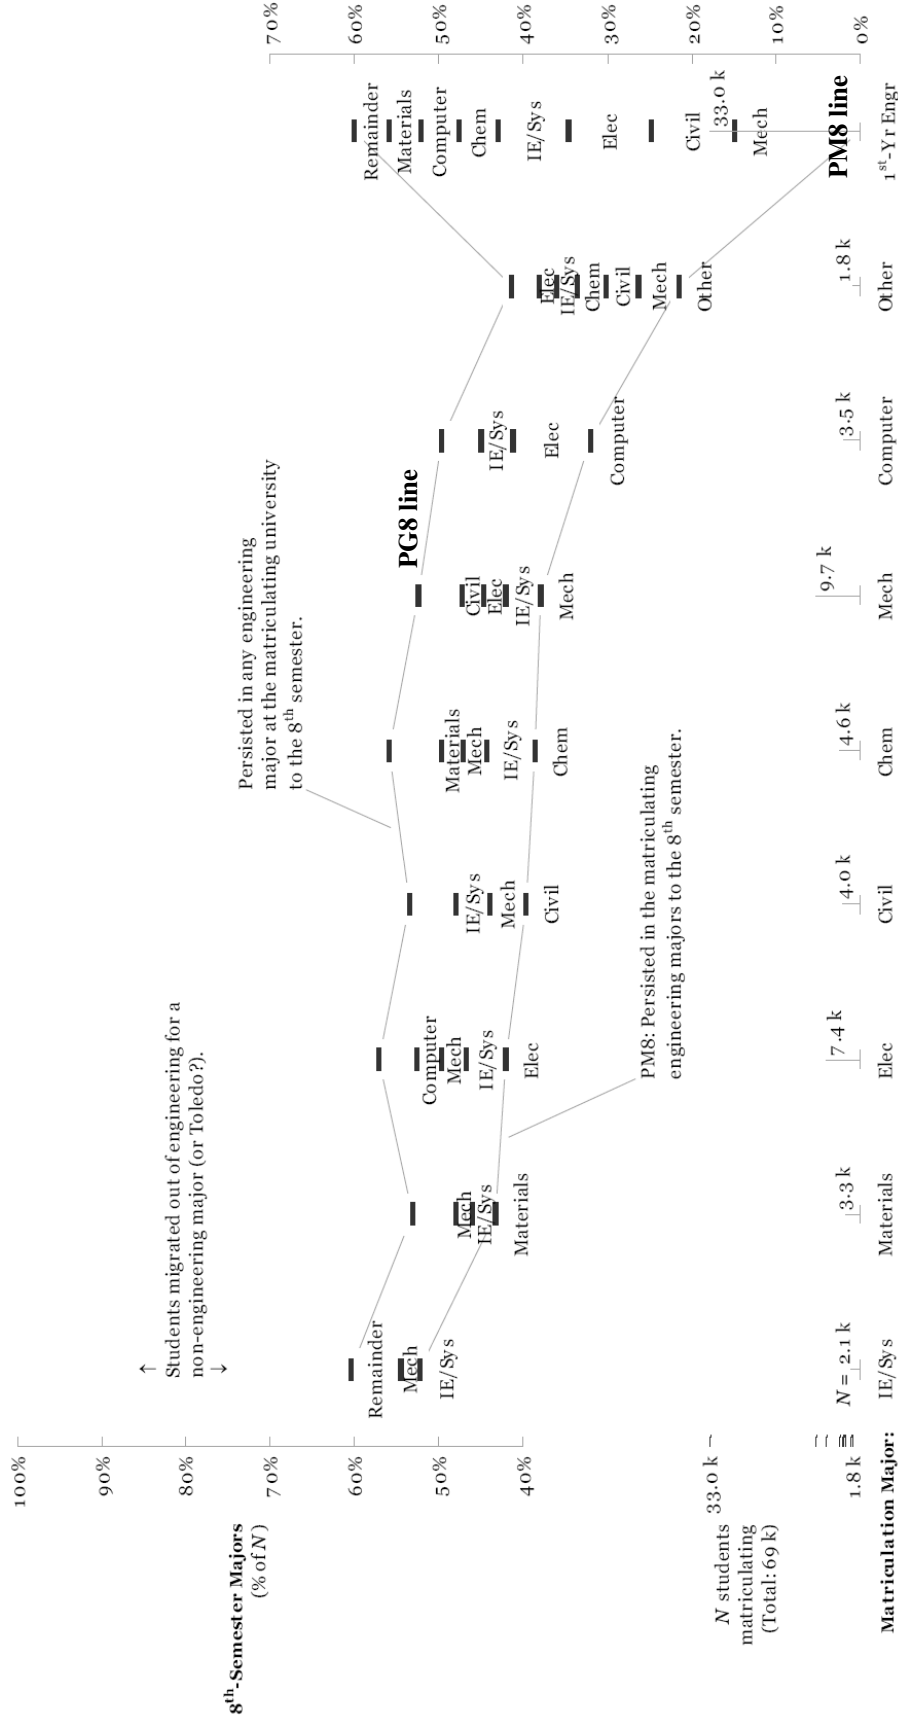 100%
90%
80%
70%
60%
50%
40%
8th-Semester Majors
(% of N)
N students
matriculating
(Total: 69 k)
33.0 k
1.8 k
Matriculation Major:
↑
Students migrated out of engineering for a
non-engineering major (or Toledo?).
↓
Persisted in any engineering
major at the matriculating university
to the 8th semester.
PG8 line
PM8: Persisted in the matriculating
engineering majors to the 8th semester.
PM8 line
Remainder
Mech
IE/Sys
N = 2.1 k
IE/Sys
Mech
IE/Sys
Materials
3.3 k
Materials
Computer
Mech
IE/Sys
Elec
7.4 k
Elec
IE/Sys
Mech
Civil
4.0 k
Civil
Materials
Mech
IE/Sys
Chem
4.6 k
Chem
Civil
Elec
IE/Sys
Mech
9.7 k
Mech
IE/Sys
Elec
Computer
3.5 k
Computer
Elec
IE/Sys
Chem
Civil
Mech
Other
1.8 k
Other
Remainder
Materials
Computer
Chem
IE/Sys
Elec
Civil
Mech
33.0 k
1st-Yr Engr
70%
60%
50%
40%
30%
20%
10%
0%